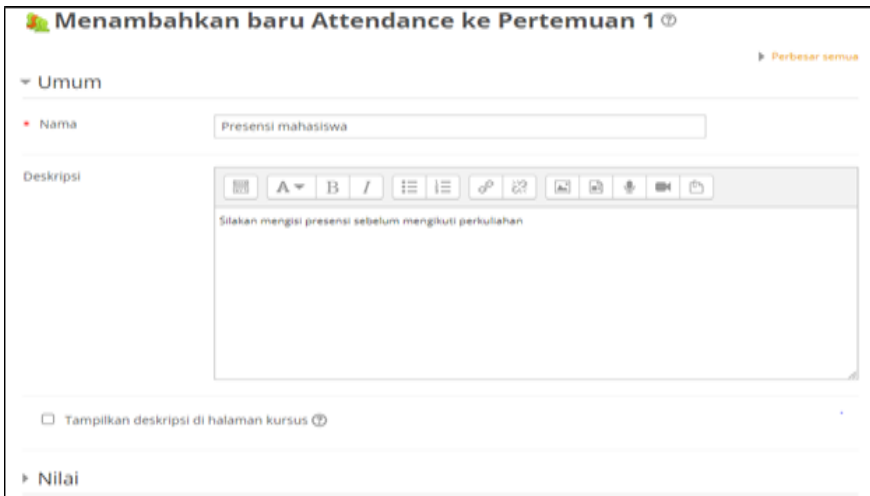 Menambahkan baru Attendance ke Pertemuan 1
Perbesar semua
Umum
* Nama
Presensi mahasiswa
Deskripsi
A B I
Silakan mengisi presensi sebelum mengikuti perkuliahan
Tampilkan deskripsi di halaman kursus
Nilai